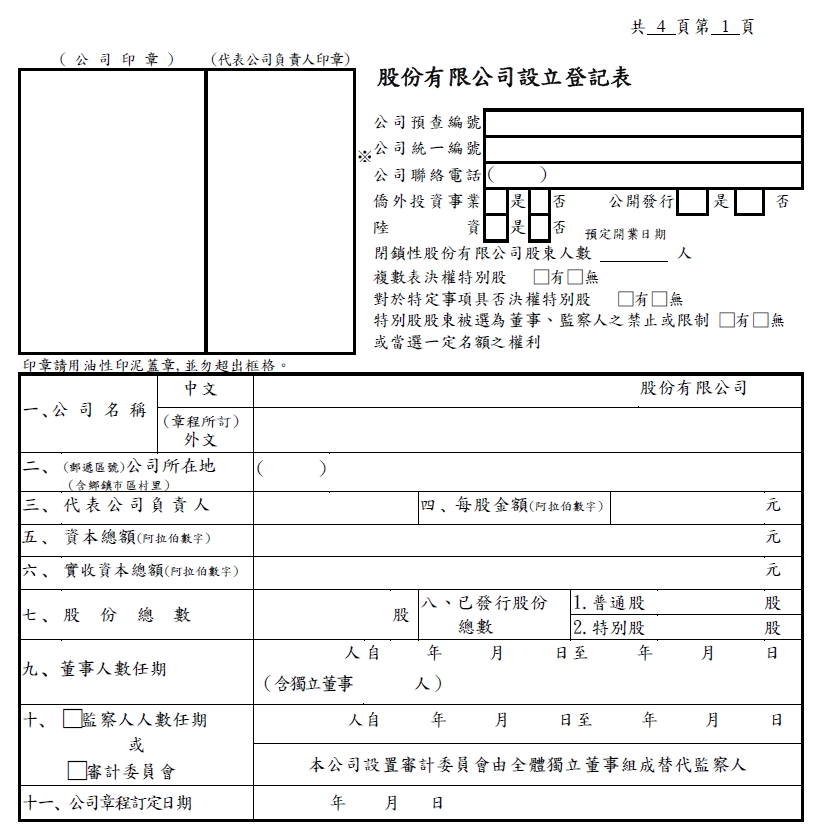 共 4 頁第 1 頁
(公司印章) (代表公司負責人印章)
股份有限公司設立登記表
公司預查編號
※公司統一編號
公司聯絡電話( )
僑外投資事業 □是□否 公開發行□是□否
陸資□是□否 預定開業日期
閉鎖性股份有限公司股東人數 ______ 人
複數表決權特別股 □有□無
對於特定事項具否決權特別股 □有□無
特別股股東被選為董事、監察人之禁止或限制 □有□無
或當選一定名額之權利
印章請用油性印泥蓋章,並勿超出框格。
一、公司名稱 中文 股份有限公司
(章程所訂)
外文
二、(郵遞區號)公司所在地 ( )
(含鄉鎮市區村里)
三、代表公司負責人 四、每股金額(阿拉伯數字) 元
五、資本總額(阿拉伯數字) 元
六、實收資本總額(阿拉伯數字) 元
七、股份總數 股 八、已發行股份總數 1.普通股 股
2.特別股 股
九、董事人數任期 人自 年 月 日至 年 月 日
(含獨立董事 人)
十、□監察人人數任期 人自 年 月 日至 年 月 日
或
□審計委員會 本公司設置審計委員會由全體獨立董事組成替代監察人
十一、公司章程訂定日期 年 月 日